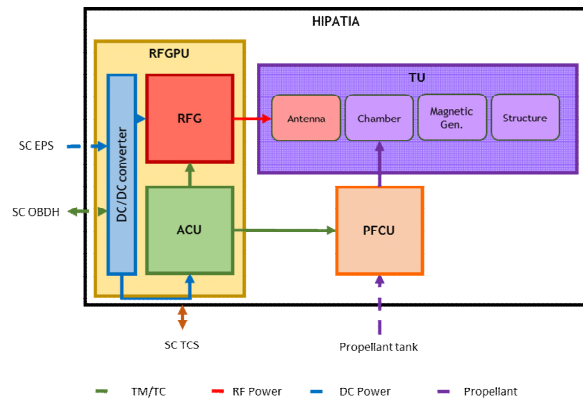 HIPATIA
RFGPU
TU
DC/DC converter
RFG
Antenna
Chamber
Magnetic
Gen.
Structure
SC EPS
SC OBDH
ACU
PFCU
SC TCS
Propellant tank
TM/TC
RF Power
DC Power
Propellant